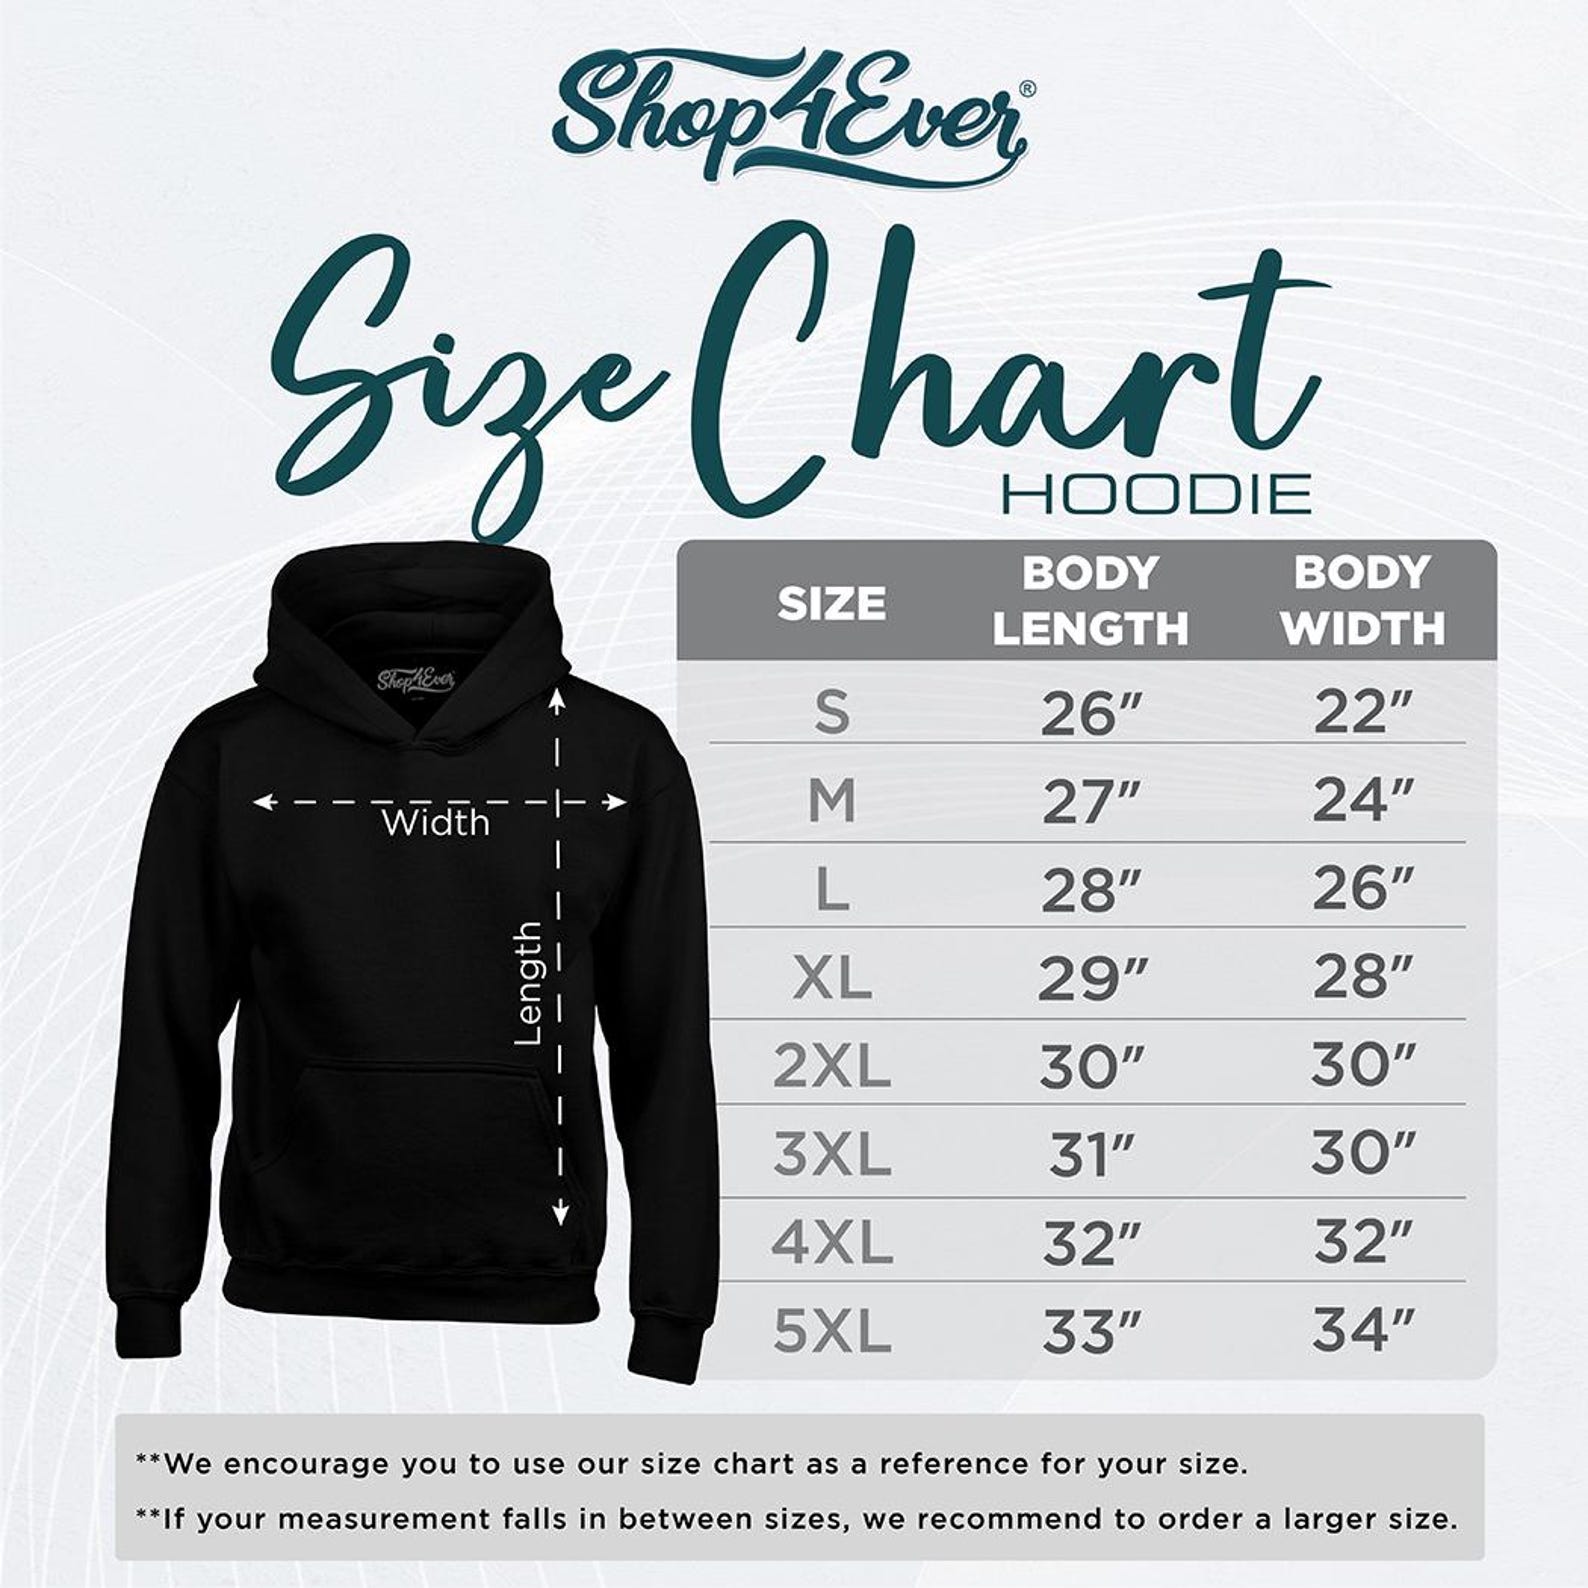 Shop4Ever®
Size Chart
HOODIE
Shop4Ever
Width
Length
SIZE BODY LENGTH BODY WIDTH
S 26" 22"
M 27" 24"
L 28" 26"
XL 29" 28"
2XL 30" 30"
3XL 31" 30"
4XL 32" 32"
5XL 33" 34"
**We encourage you to use our size chart as a reference for your size.
**If your measurement falls in between sizes, we recommend to order a larger size.